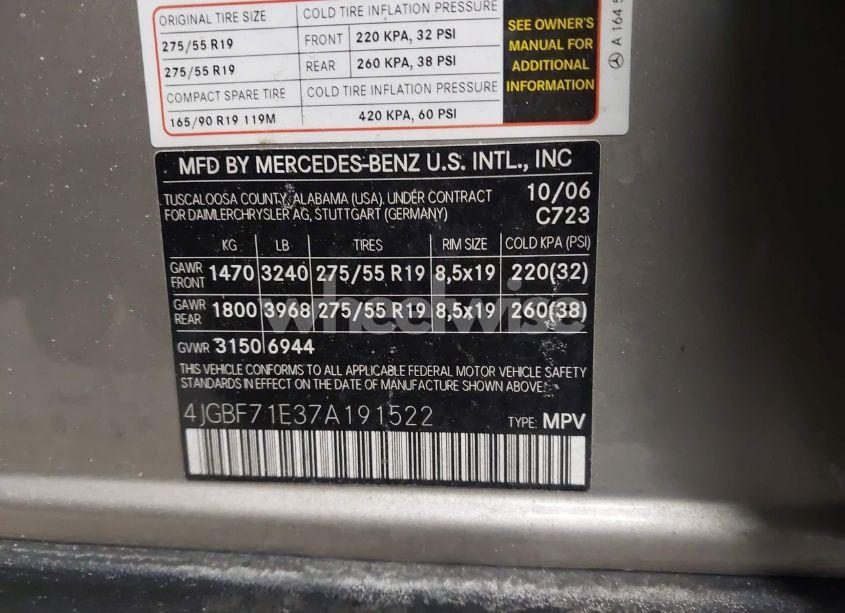 ORIGINAL TIRE SIZE COLD TIRE INFLATION PRESSURE
275/55 R19 FRONT 220 KPA, 32 PSI
275/55 R19 REAR 260 KPA, 38 PSI
COMPACT SPARE TIRE COLD TIRE INFLATION PRESSURE
165/90 R19 119M 420 KPA, 60 PSI
SEE OWNER'S
MANUAL FOR
ADDITIONAL
INFORMATION
A 164 5
MFD BY MERCEDES-BENZ U.S. INTL., INC
TUSCALOOSA COUNTY, ALABAMA (USA). UNDER CONTRACT 10/06
FOR DAIMLERCHRYSLER AG, STUTTGART (GERMANY) C723
KG LB TIRES RIM SIZE COLD KPA (PSI)
GAWR FRONT 1470 3240 275/55 R19 8,5x19 220(32)
GAWR REAR 1800 3968 275/55 R19 8,5x19 260(38)
wheelwise
GVWR 3150 6944
THIS VEHICLE CONFORMS TO ALL APPLICABLE FEDERAL MOTOR VEHICLE SAFETY
STANDARDS IN EFFECT ON THE DATE OF MANUFACTURE SHOWN ABOVE.
4JGBF71E37A191522 TYPE: MPV